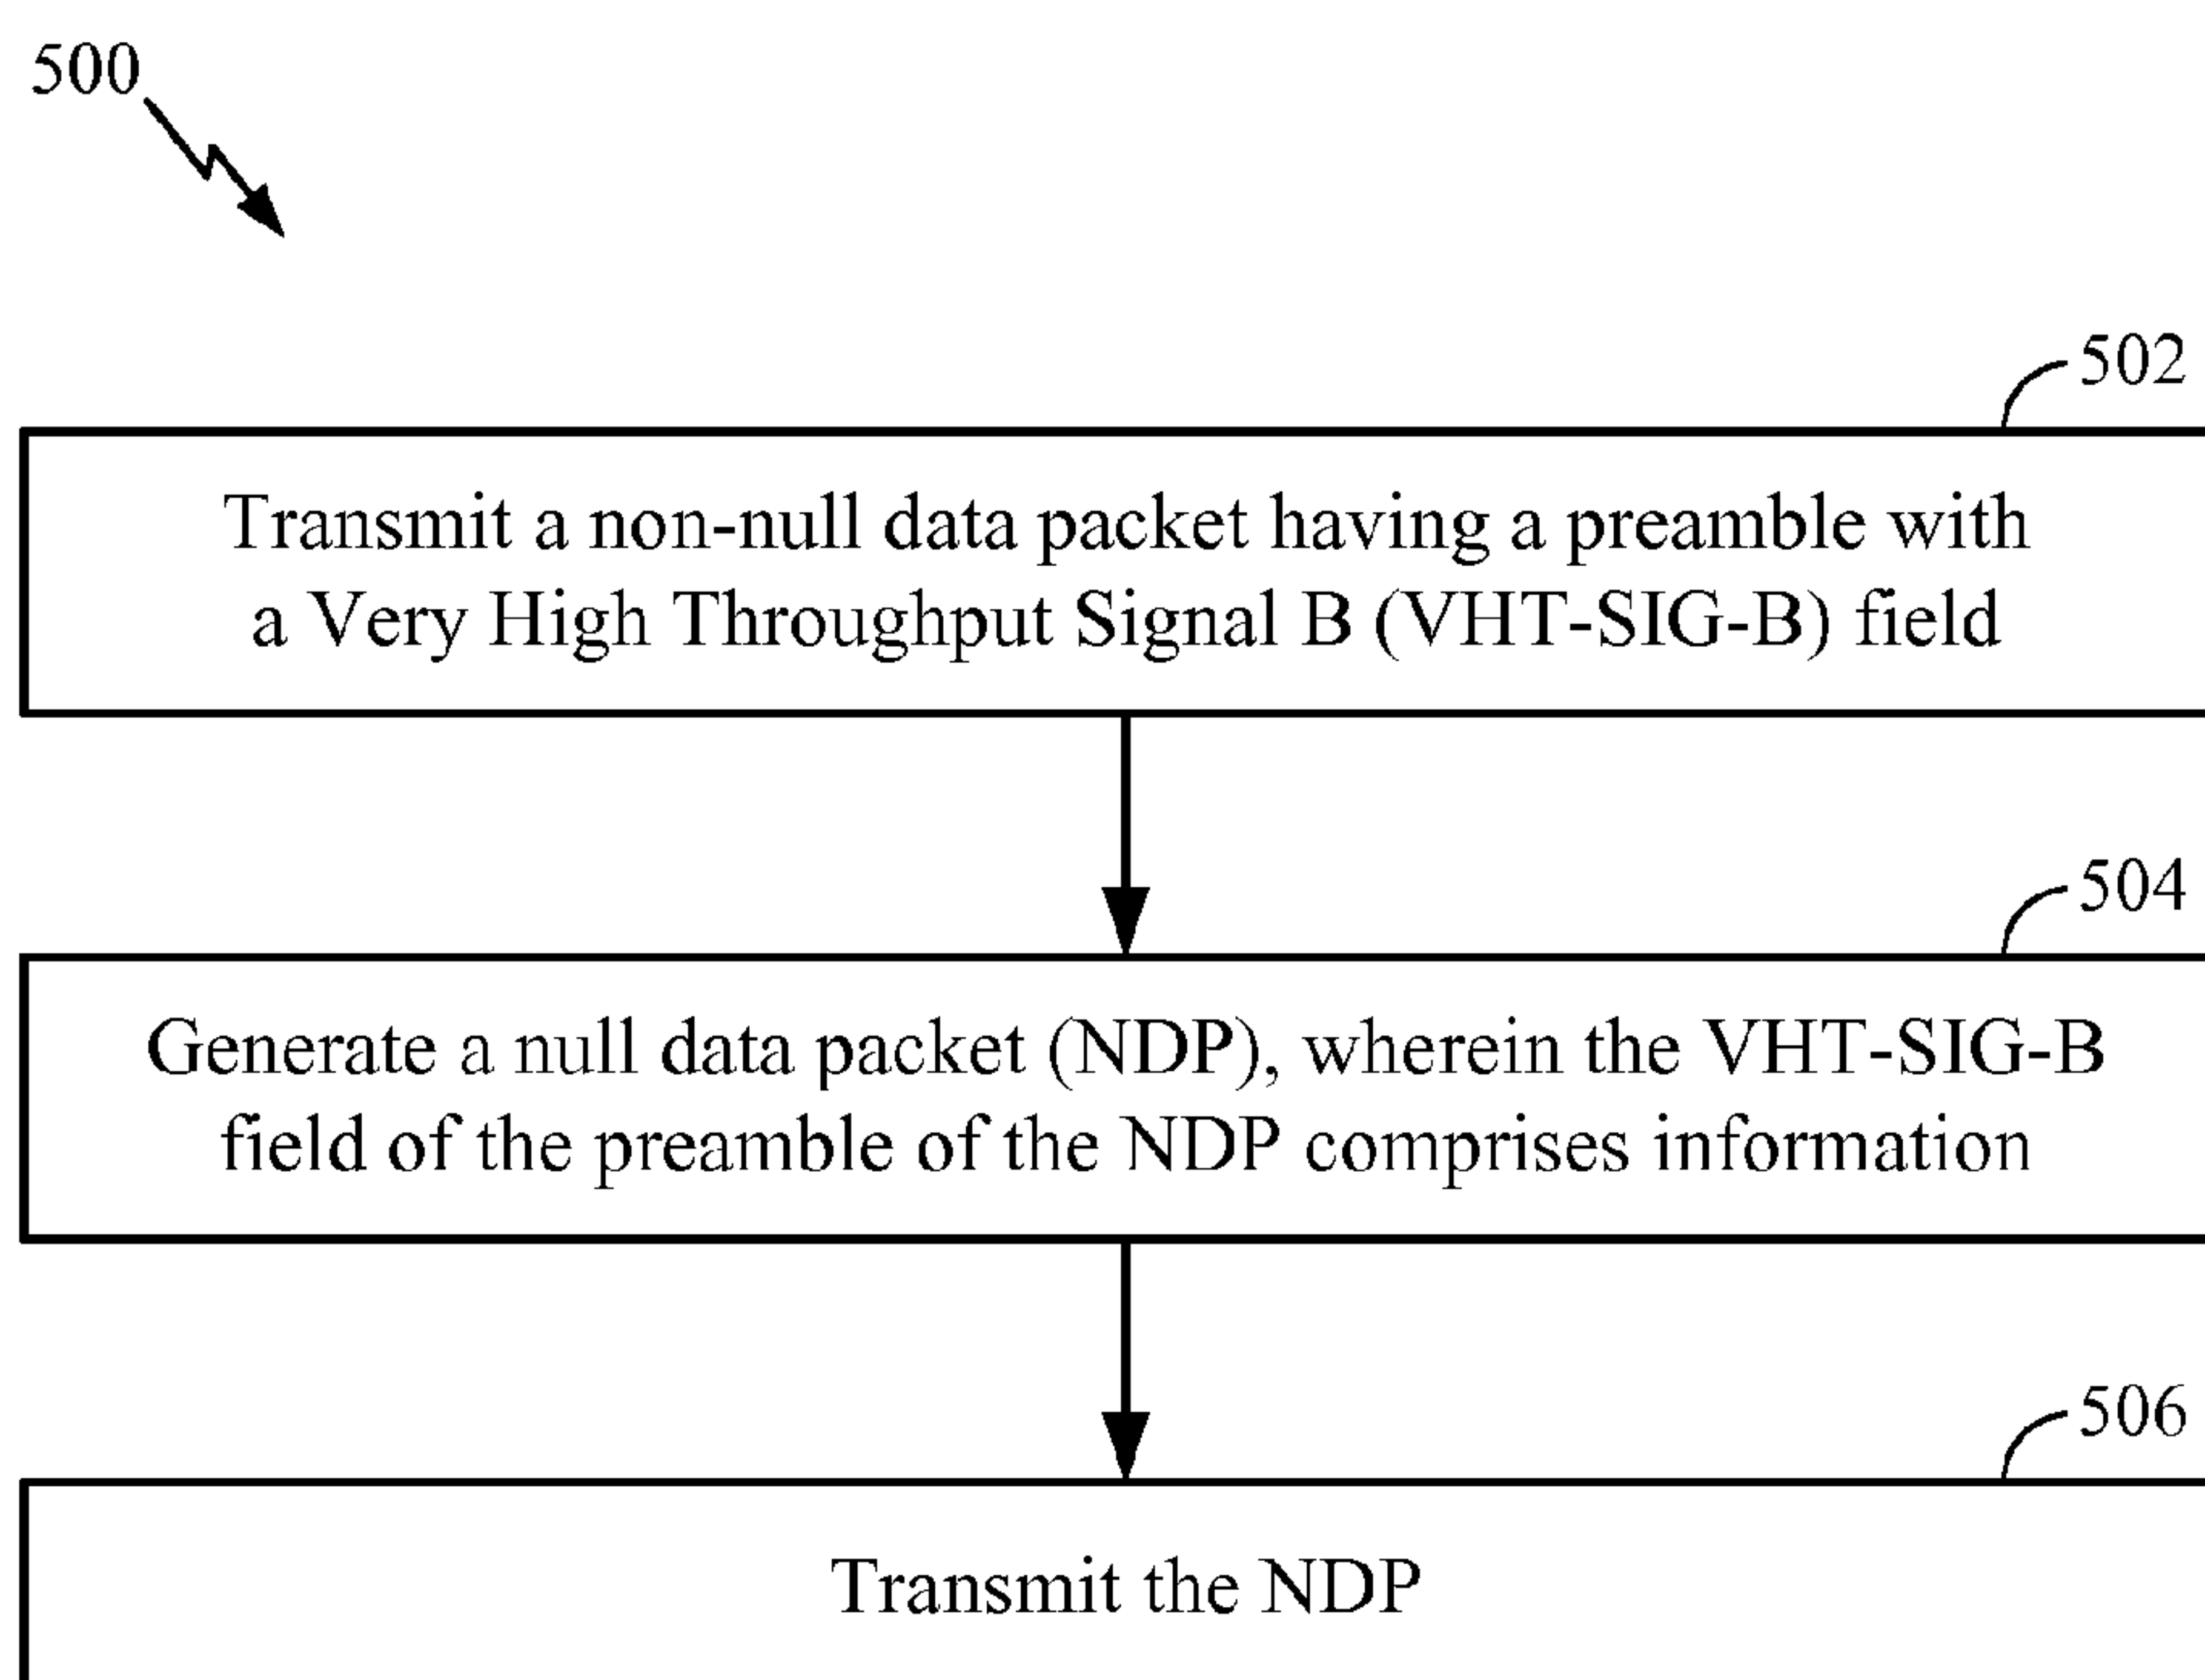 500
502
Transmit a non-null data packet having a preamble with
a Very High Throughput Signal B (VHT-SIG-B) field
504
Generate a null data packet (NDP), wherein the VHT-SIG-B
field of the preamble of the NDP comprises information
506
Transmit the NDP